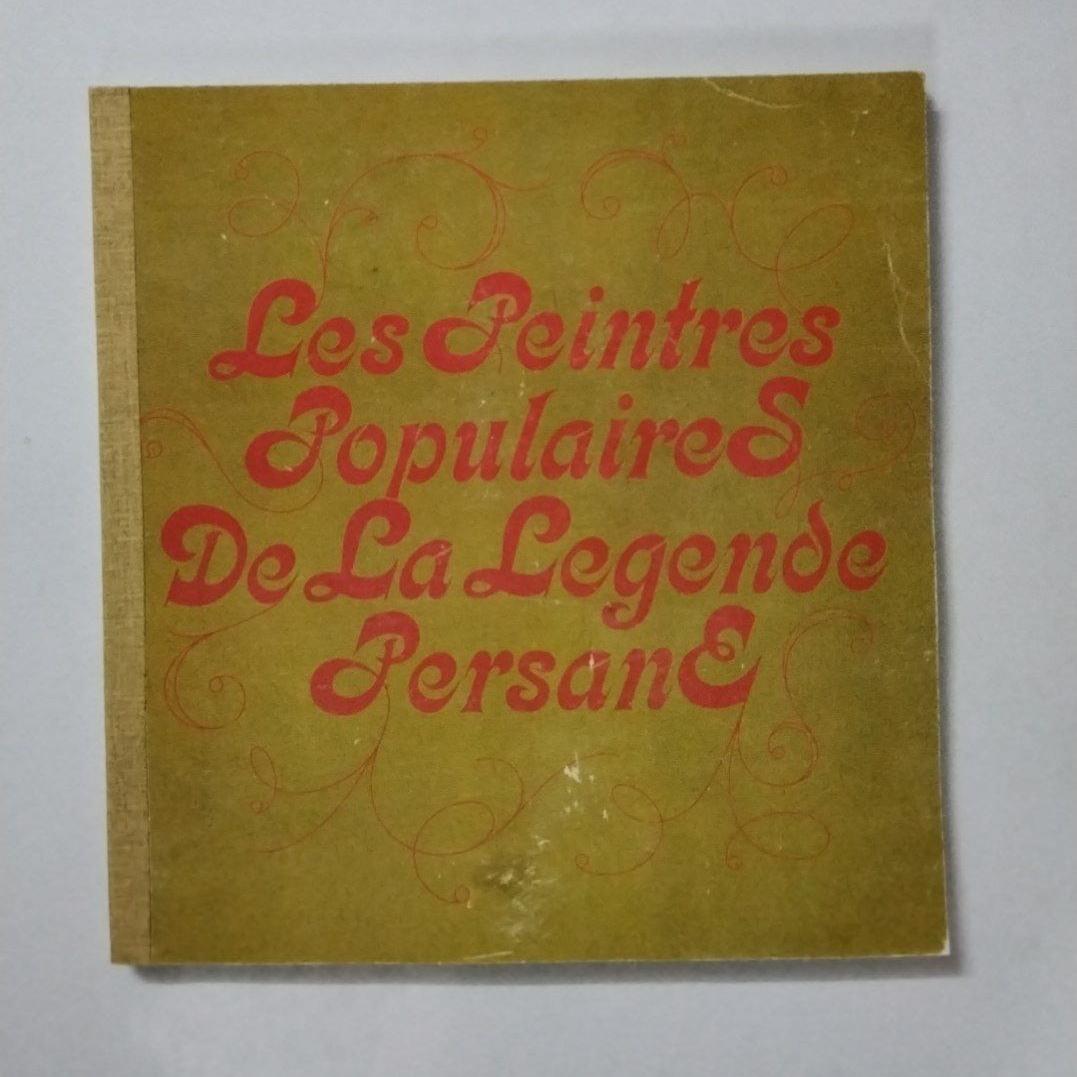 Les Peintres
PopulaireS
De La Legende
PersanE